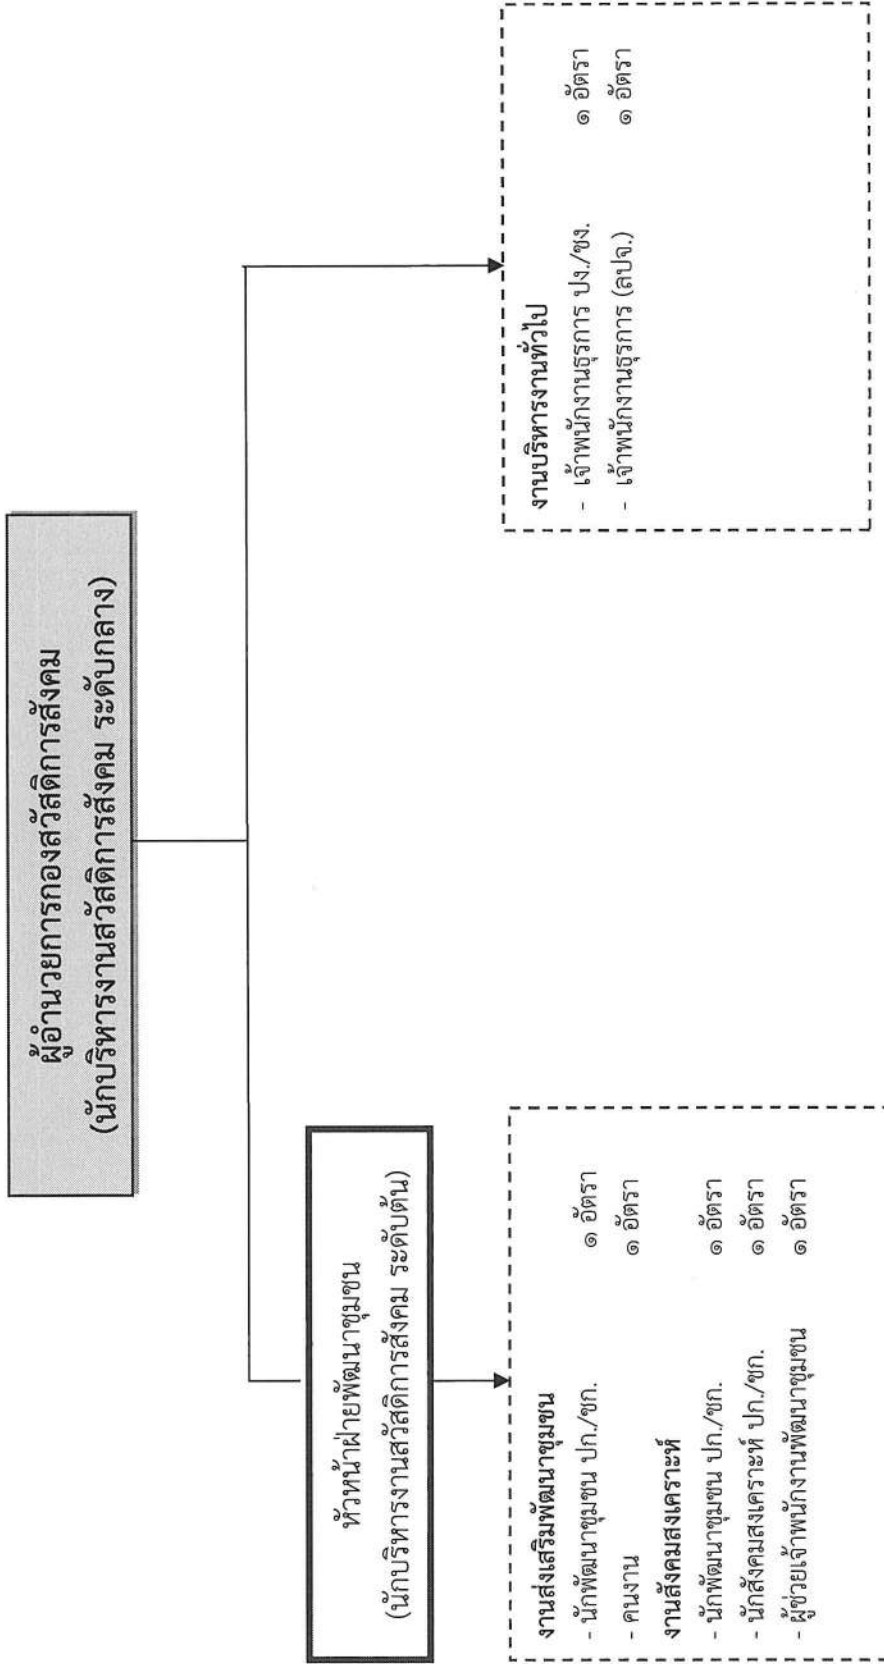 ผู้อำนวยการกองสวัสดิการสังคม
(นักบริหารงานสวัสดิการสังคม ระดับกลาง)
หัวหน้าฝ่ายพัฒนาชุมชน
(นักบริหารงานสวัสดิการสังคม ระดับต้น)
งานส่งเสริมพัฒนาชุมชน
- นักพัฒนาชุมชน ปก./ชก. ๑ อัตรา
- คนงาน ๑ อัตรา
งานสังคมสงเคราะห์
- นักพัฒนาชุมชน ปก./ชก. ๑ อัตรา
- นักสังคมสงเคราะห์ ปก./ชก. ๑ อัตรา
- ผู้ช่วยเจ้าพนักงานพัฒนาชุมชน ๑ อัตรา
งานบริหารงานทั่วไป
- เจ้าพนักงานธุรการ ปง./ชง. ๑ อัตรา
- เจ้าพนักงานธุรการ (ลปจ.) ๑ อัตรา